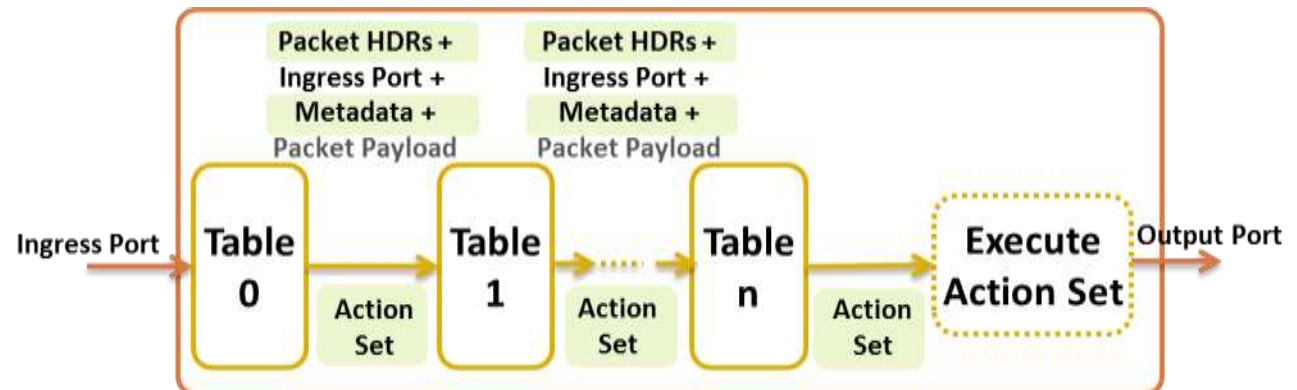 Packet HDRs +
Ingress Port +
Metadata +
Packet Payload
Packet HDRs +
Ingress Port +
Metadata +
Packet Payload
Ingress Port
Table
0
Action
Set
Table
1
Action
Set
Table
n
Action
Set
Execute
Action Set
Output Port